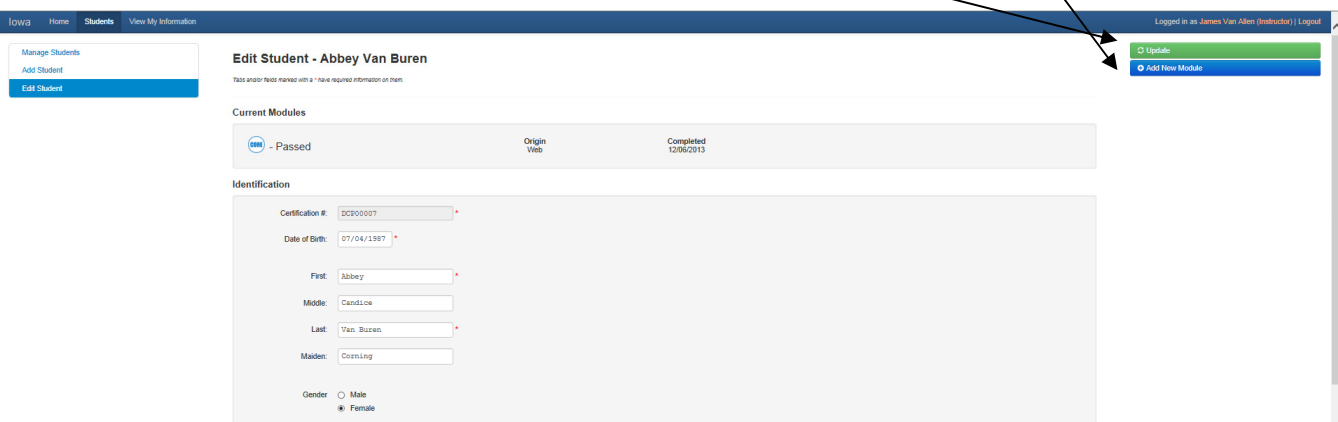 Iowa Home Students View My Information Logged in as James Van Allen (Instructor) | Logout
Manage Students
Add Student
Edit Student
Edit Student - Abbey Van Buren
Tabs and/or fields marked with a * have required information on them.
Update
Add New Module
Current Modules
COM - Passed
Origin
Web
Completed
12/06/2013
Identification
Certification #: DCP00007 *
Date of Birth: 07/04/1987 *
First: Abbey *
Middle: Candice
Last: Van Buren *
Maiden: Corning
Gender Male
Female